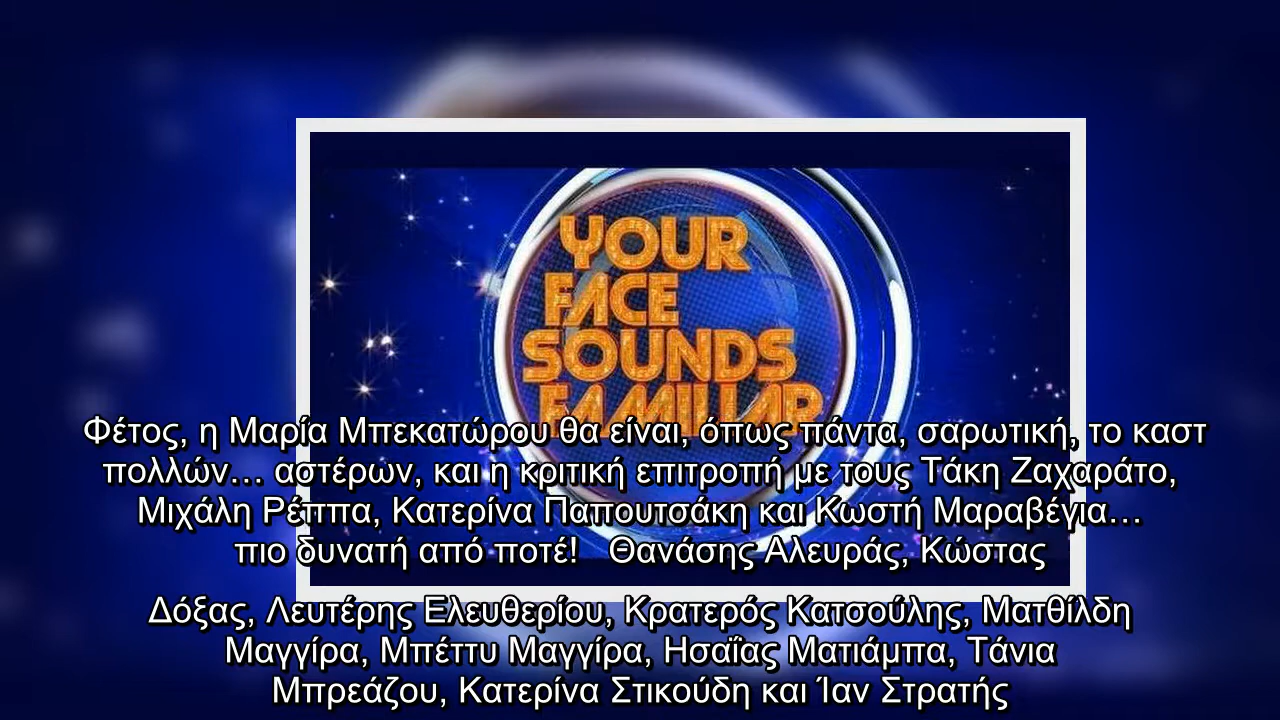 YOUR
FACE
SOUNDS
FAMILIAR
Φέτος, η Μαρία Μπεκατώρου θα είναι, όπως πάντα, σαρωτική, το καστ
πολλών… αστέρων, και η κριτική επιτροπή με τους Τάκη Ζαχαράτο,
Μιχάλη Ρέππα, Κατερίνα Παπουτσάκη και Κωστή Μαραβέγια…
πιο δυνατή από ποτέ! Θανάσης Αλευράς, Κώστας
Δόξας, Λευτέρης Ελευθερίου, Κρατερός Κατσούλης, Ματθίλδη
Μαγγίρα, Μπέττυ Μαγγίρα, Ησαΐας Ματιάμπα, Τάνια
Μπρεάζου, Κατερίνα Στικούδη και Ίαν Στρατής